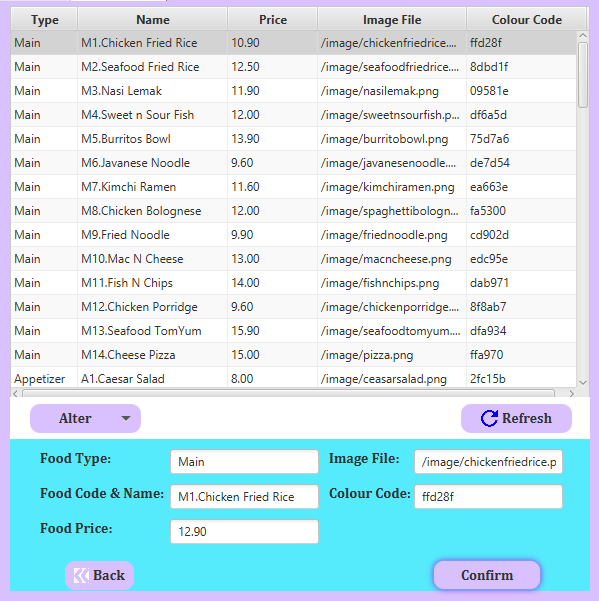 Type Name Price Image File Colour Code
Main M1.Chicken Fried Rice 10.90 /image/chickenfriedrice.... ffd28f
Main M2.Seafood Fried Rice 12.50 /image/seafoodfriedrice.... 8dbd1f
Main M3.Nasi Lemak 11.90 /image/nasilemak.png 09581e
Main M4.Sweet n Sour Fish 12.00 /image/sweetnsourfish.p... df6a5d
Main M5.Burritos Bowl 13.90 /image/burritobowl.png 75d7a6
Main M6.Javanese Noodle 9.60 /image/javanesenoodle.... de7d54
Main M7.Kimchi Ramen 11.60 /image/kimchiramen.png ea663e
Main M8.Chicken Bolognese 12.00 /image/spaghettibologn... fa5300
Main M9.Fried Noodle 9.90 /image/friednoodle.png cd902d
Main M10.Mac N Cheese 13.00 /image/macncheese.png edc95e
Main M11.Fish N Chips 14.00 /image/fishnchips.png dab971
Main M12.Chicken Porridge 9.60 /image/chickenporridge.... 8f8ab7
Main M13.Seafood TomYum 15.90 /image/seafoodtomyum.... dfa934
Main M14.Cheese Pizza 15.00 /image/pizza.png ffa970
Appetizer A1.Caesar Salad 8.00 /image/ceasarsalad.png 2fc15b
Alter Refresh
Food Type: Main Image File: /image/chickenfriedrice.p
Food Code & Name: M1.Chicken Fried Rice Colour Code: ffd28f
Food Price: 12.90
Back Confirm